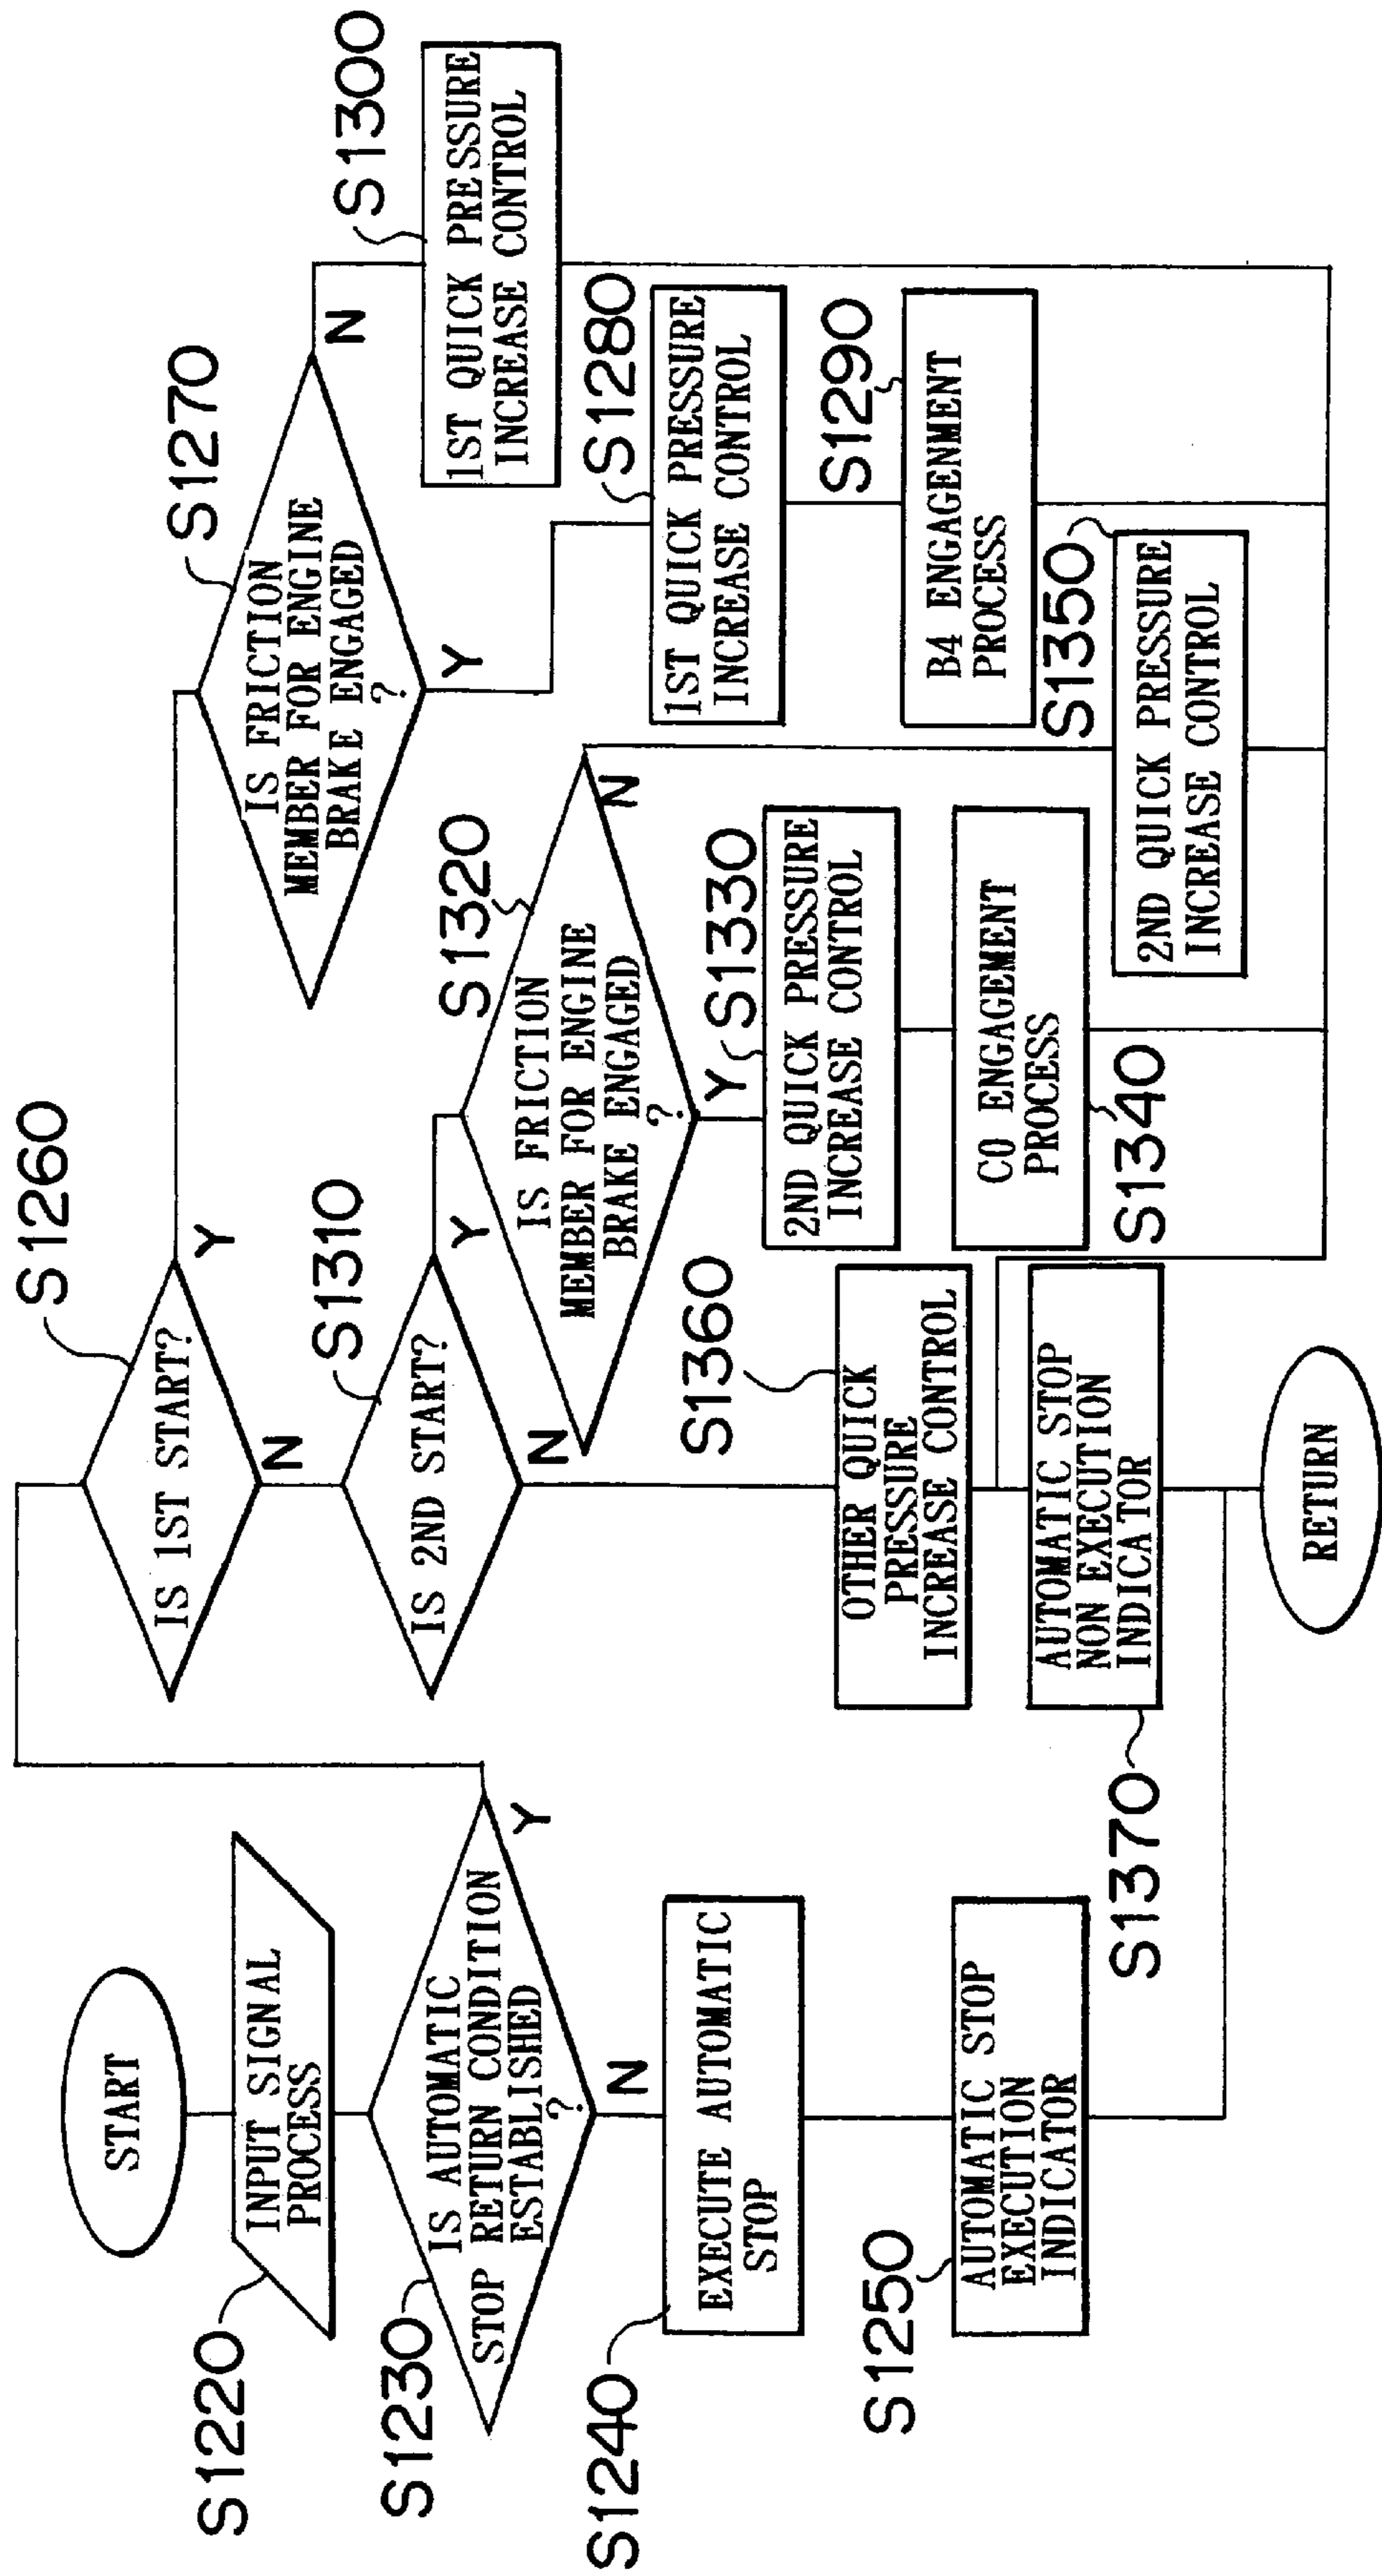 START
S1220
INPUT SIGNAL
PROCESS
S1230
IS AUTOMATIC
STOP RETURN CONDITION
ESTABLISHED
?
Y
N
S1240
EXECUTE AUTOMATIC
STOP
S1250
AUTOMATIC STOP
EXECUTION
INDICATOR
S1260
IS 1ST START?
Y
N
S1310
IS 2ND START?
Y
N
S1360
OTHER QUICK
PRESSURE
INCREASE CONTROL
AUTOMATIC STOP
NON EXECUTION
INDICATOR
S1370
RETURN
S1270
IS FRICTION
MEMBER FOR ENGINE
BRAKE ENGAGED
?
N
Y
S1300
1ST QUICK PRESSURE
INCREASE CONTROL
S1280
1ST QUICK PRESSURE
INCREASE CONTROL
S1290
B4 ENGAGENMENT
PROCESS
S1320
IS FRICTION
MEMBER FOR ENGINE
BRAKE ENGAGED
?
N
Y
S1330
2ND QUICK PRESSURE
INCREASE CONTROL
C0 ENGAGEMENT
PROCESS
S1340
S1350
2ND QUICK PRESSURE
INCREASE CONTROL